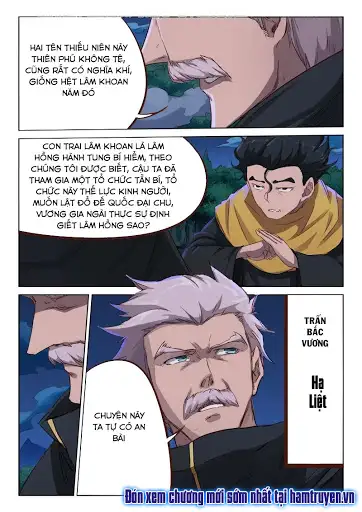 HAI TÊN THIẾU NIÊN NÀY
THIÊN PHÚ KHÔNG TỆ,
CŨNG RẤT CÓ NGHĨA KHÍ,
GIỐNG HỆT LÂM KHOAN
NĂM ĐÓ
CON TRAI LÂM KHOAN LÀ LÂM
HỒNG HÀNH TUNG BÍ HIỂM, THEO
CHÚNG TÔI ĐƯỢC BIẾT, CẬU TA ĐÃ
THAM GIA MỘT TỔ CHỨC TẦN BÍ, TỔ
CHỨC NÀY THẾ LỰC KINH NGƯỜI,
MUỐN LẬT ĐỔ ĐẾ QUỐC ĐẠI CHU,
VƯƠNG GIA NGÀI THỰC SỰ ĐỊNH
GIẾT LÂM HỒNG SAO?
TRẤN
BẮC
VƯƠNG
Hạ
Liệt
CHUYỆN NÀY
TA TỰ CÓ AN
BÀI
Đón xem chương mới sớm nhất tại hamtruyen.vn